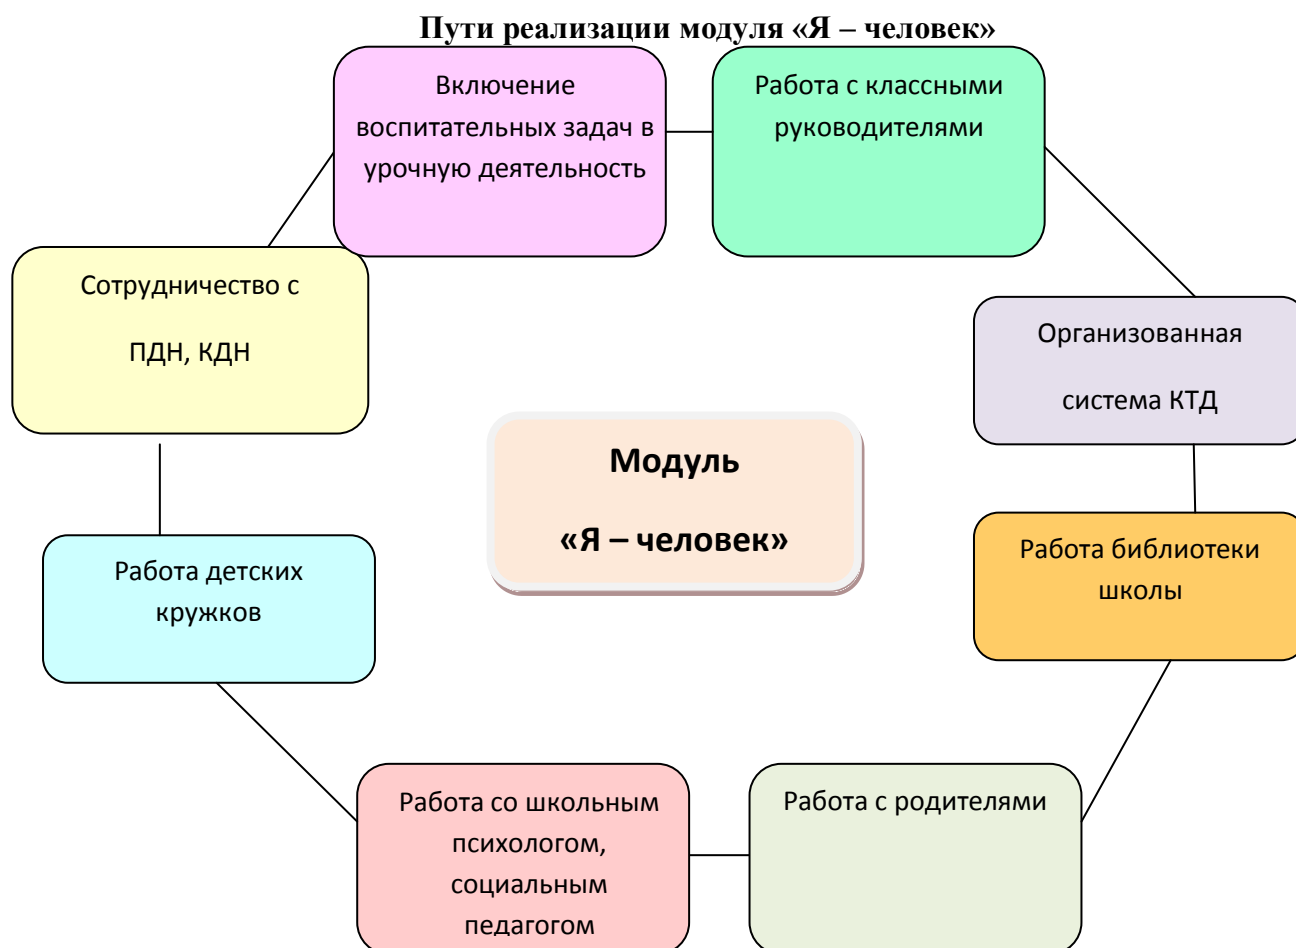 Пути реализации модуля «Я – человек»
Включение
воспитательных задач в
урочную деятельность
Работа с классными
руководителями
Сотрудничество с
ПДН, КДН
Организованная
система КТД
Модуль
«Я – человек»
Работа детских
кружков
Работа библиотеки
школы
Работа со школьным
психологом,
социальным
педагогом
Работа с родителями